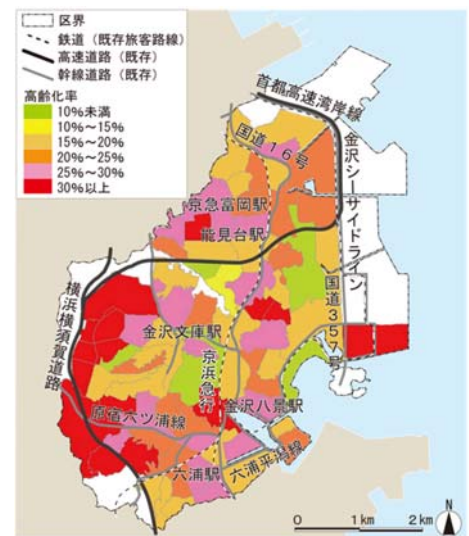 区界
鉄道（既存旅客路線）
高速道路（既存）
幹線道路（既存）
高齢化率
10%未満
10%～15%
15%～20%
20%～25%
25%～30%
30%以上
首都高速湾岸線
国道16号
金沢シーサイドライン
京急富岡駅
能見台駅
国道357号
横浜横須賀道路
金沢文庫駅
京浜急行
金沢八景駅
原宿六ツ浦線
六浦駅
六浦平潟線
N
0 1km 2km